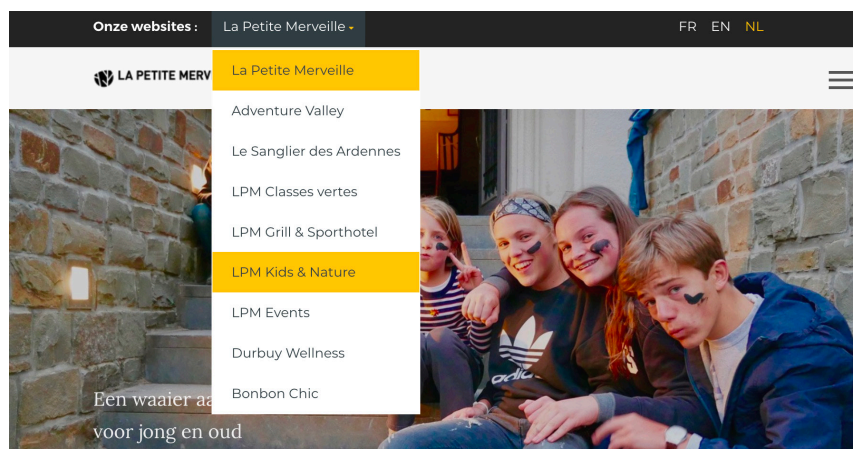 Onze websites :
La Petite Merveille
FR EN NL
LA PETITE MERV
La Petite Merveille
Adventure Valley
Le Sanglier des Ardennes
LPM Classes vertes
LPM Grill & Sporthotel
LPM Kids & Nature
LPM Events
Durbuy Wellness
Bonbon Chic
Een waaier aa
voor jong en oud